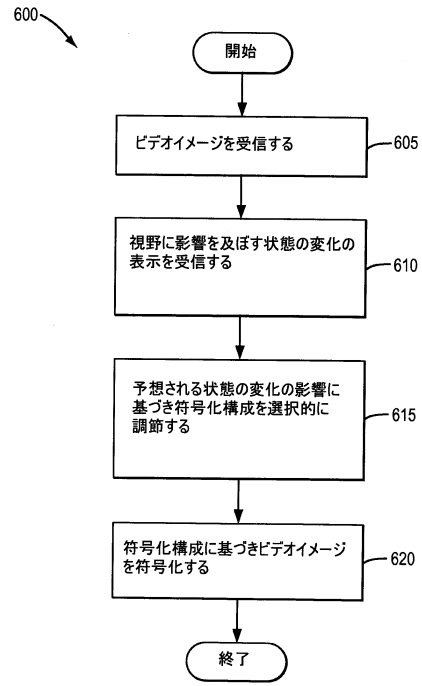 600
開始
ビデオイメージを受信する
605
視野に影響を及ぼす状態の変化の
表示を受信する
610
予想される状態の変化の影響に
基づき符号化構成を選択的に
調節する
615
符号化構成に基づきビデオイメージ
を符号化する
620
終了